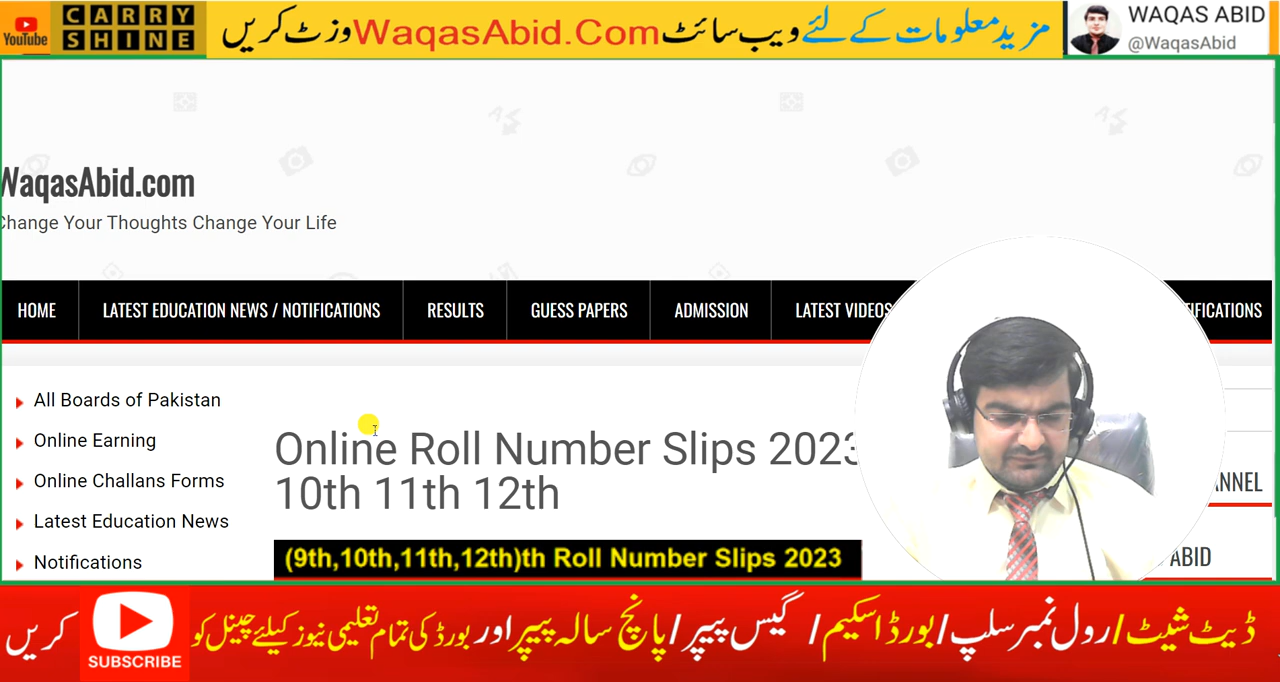 YouTube
CARRY
SHINE
مزید معلومات کے لئے ویب سائٹ WaqasAbid.Com وزٹ کریں
WAQAS ABID
@WaqasAbid
WaqasAbid.com
Change Your Thoughts Change Your Life
HOME
LATEST EDUCATION NEWS / NOTIFICATIONS
RESULTS
GUESS PAPERS
ADMISSION
LATEST VIDEOS
All Boards of Pakistan
Online Earning
Online Challans Forms
Latest Education News
Notifications
Online Roll Number Slips 2023
10th 11th 12th
(9th,10th,11th,12th)th Roll Number Slips 2023
ABID
ڈیٹ شیٹ/رول نمبر سلپ/بورڈ اسکیم/ گیس پیپر/پانچ سالہ پیپر اور بورڈ کی تمام تعلیمی نیوز کیلئے چینل کو SUBSCRIBE کریں